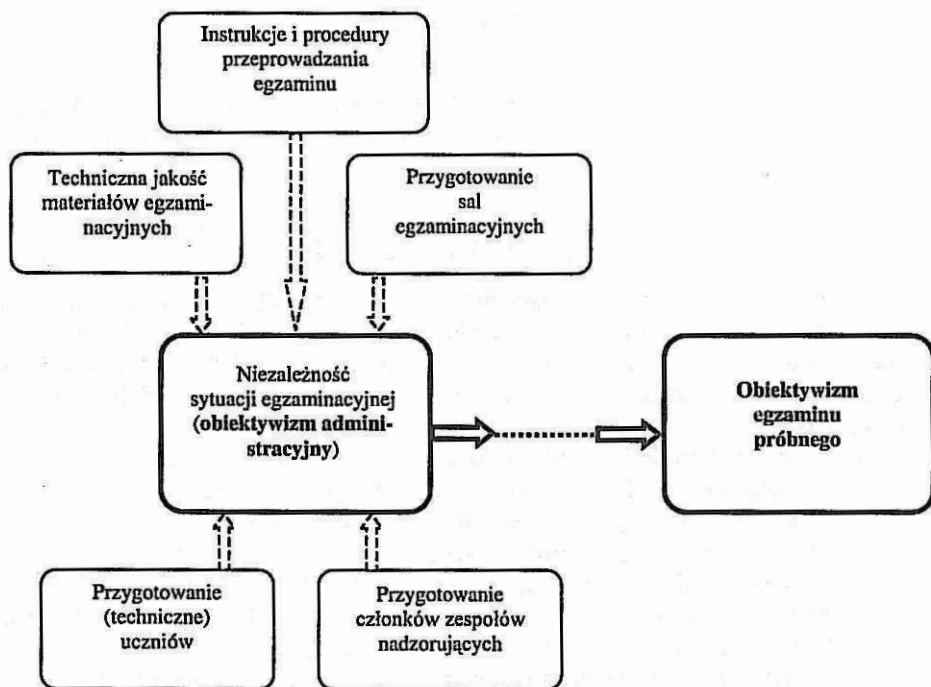 Instrukcje i procedury
przeprowadzania
egzaminu
Techniczna jakość
materiałów egzami-
nacyjnych
Przygotowanie
sal
egzaminacyjnych
Niezależność
sytuacji egzaminacyjnej
(obiektywizm admini-
stracyjny)
Obiektywizm
egzaminu
próbnego
Przygotowanie
(techniczne)
uczniów
Przygotowanie
członków zespołów
nadzorujących